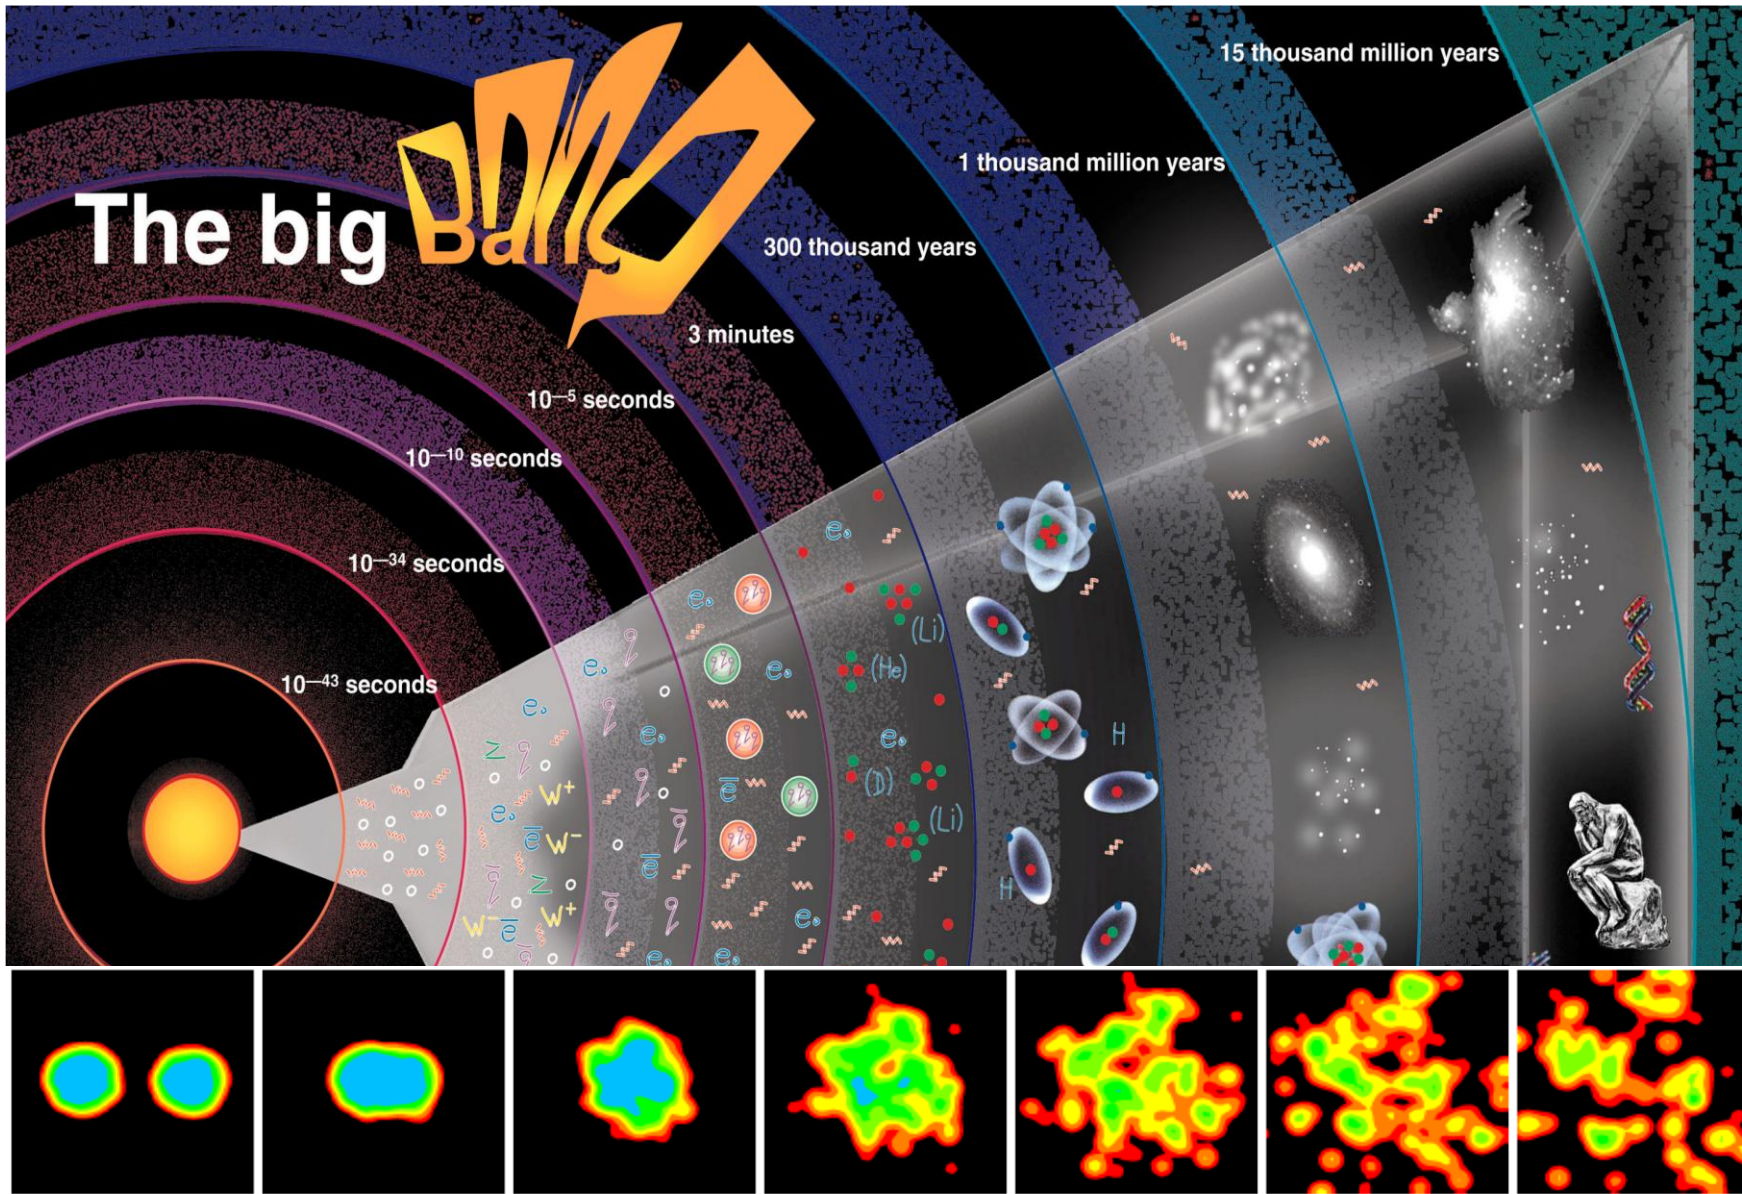 The big Bang
15 thousand million years
1 thousand million years
300 thousand years
3 minutes
10—5 seconds
10—10 seconds
10—34 seconds
10—43 seconds
(Li)
(He)
(D)
(Li)
H
H
W+
W−
W−
W+